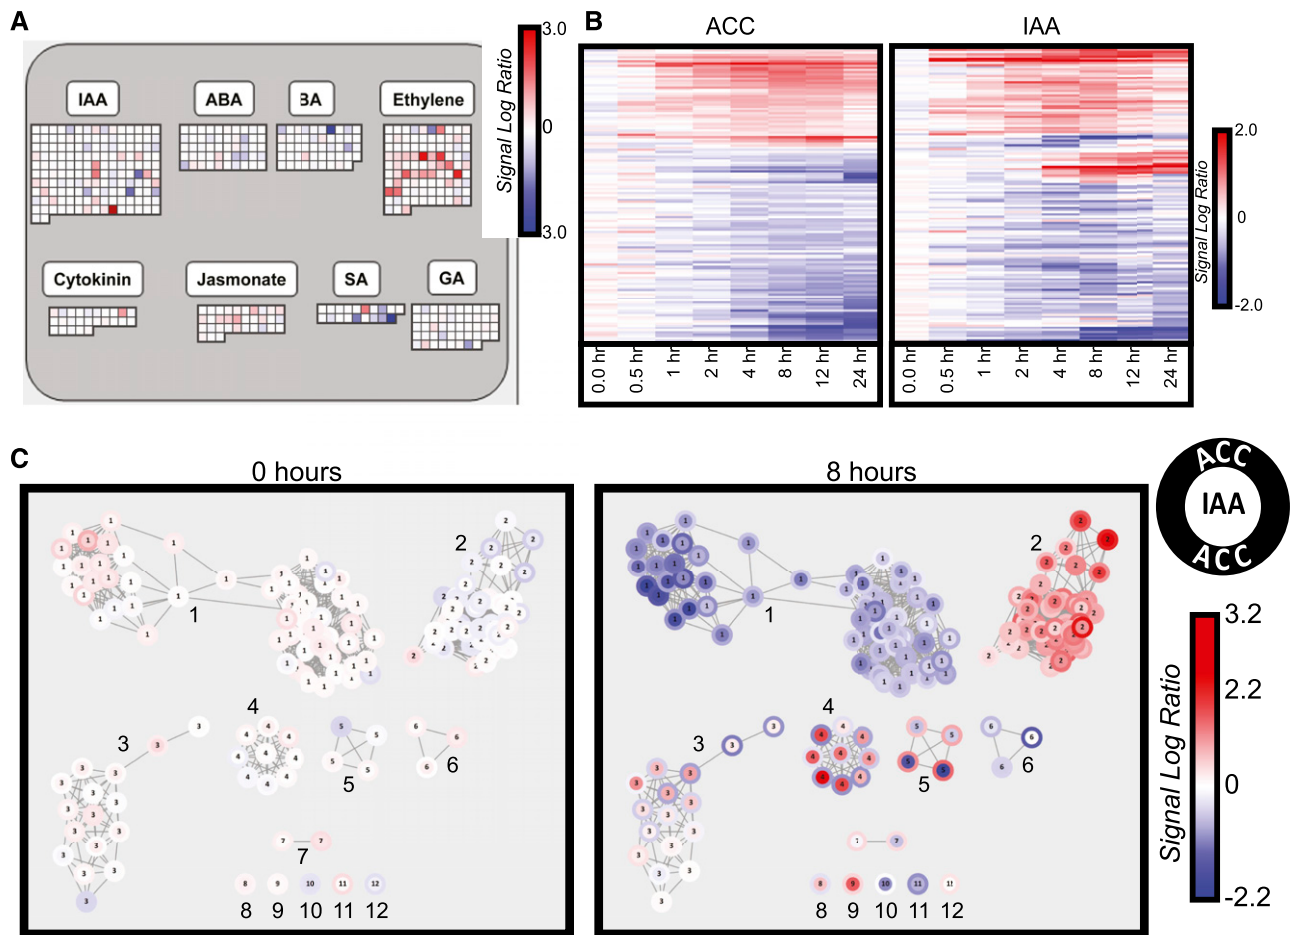 A
B
ACC
IAA
Signal Log Ratio
3.0
0
3.0
IAA
ABA
BA
Ethylene
Cytokinin
Jasmonate
SA
GA
Signal Log Ratio
2.0
0
-2.0
0.0 hr
0.5 hr
1 hr
2 hr
4 hr
8 hr
12 hr
24 hr
0.0 hr
0.5 hr
1 hr
2 hr
4 hr
8 hr
12 hr
24 hr
C
0 hours
8 hours
ACC
IAA
ACC
1
2
3
4
5
6
7
8 9 10 11 12
1
2
3
4
5
6
8 9 10 11 12
Signal Log Ratio
3.2
2.2
0
-2.2